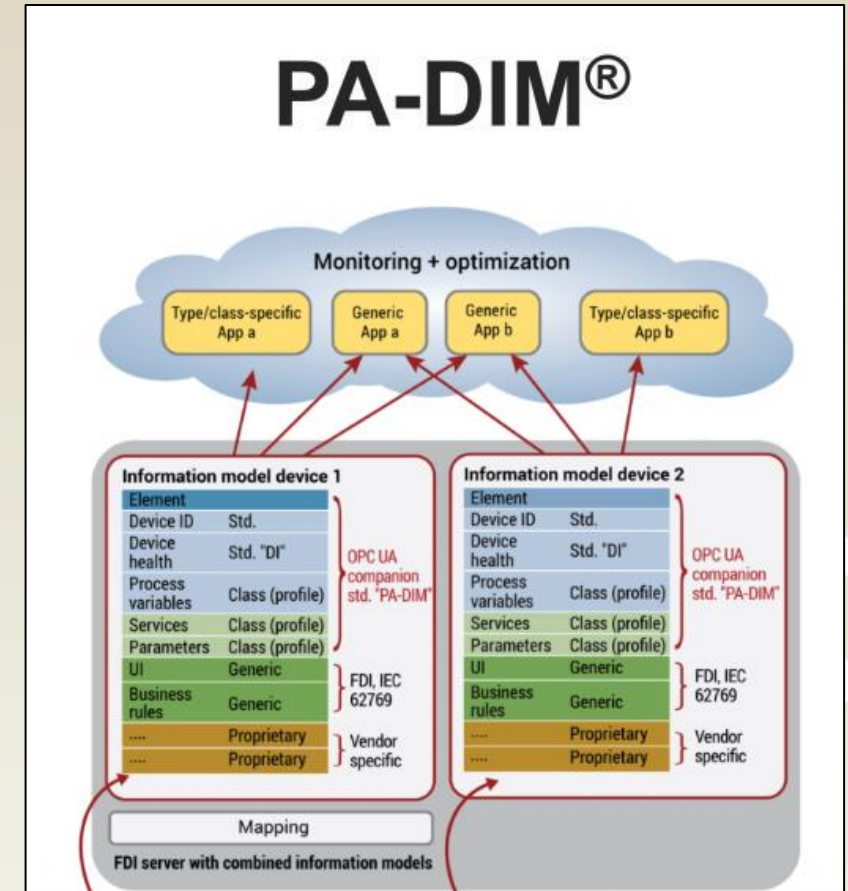 PA-DIM®
Monitoring + optimization
Type/class-specific
App a
Generic
App a
Generic
App b
Type/class-specific
App b
Information model device 1
Element
Device ID Std.
Device
health Std. "DI"
Process
variables Class (profile)
Services Class (profile)
Parameters Class (profile)
UI Generic
Business
rules Generic
.... Proprietary
.... Proprietary
OPC UA
companion
std. "PA-DIM"
FDI, IEC
62769
Vendor
specific
Information model device 2
Element
Device ID Std.
Device
health Std. "DI"
Process
variables Class (profile)
Services Class (profile)
Parameters Class (profile)
UI Generic
Business
rules Generic
.... Proprietary
.... Proprietary
OPC UA
companion
std. "PA-DIM"
FDI, IEC
62769
Vendor
specific
Mapping
FDI server with combined information models